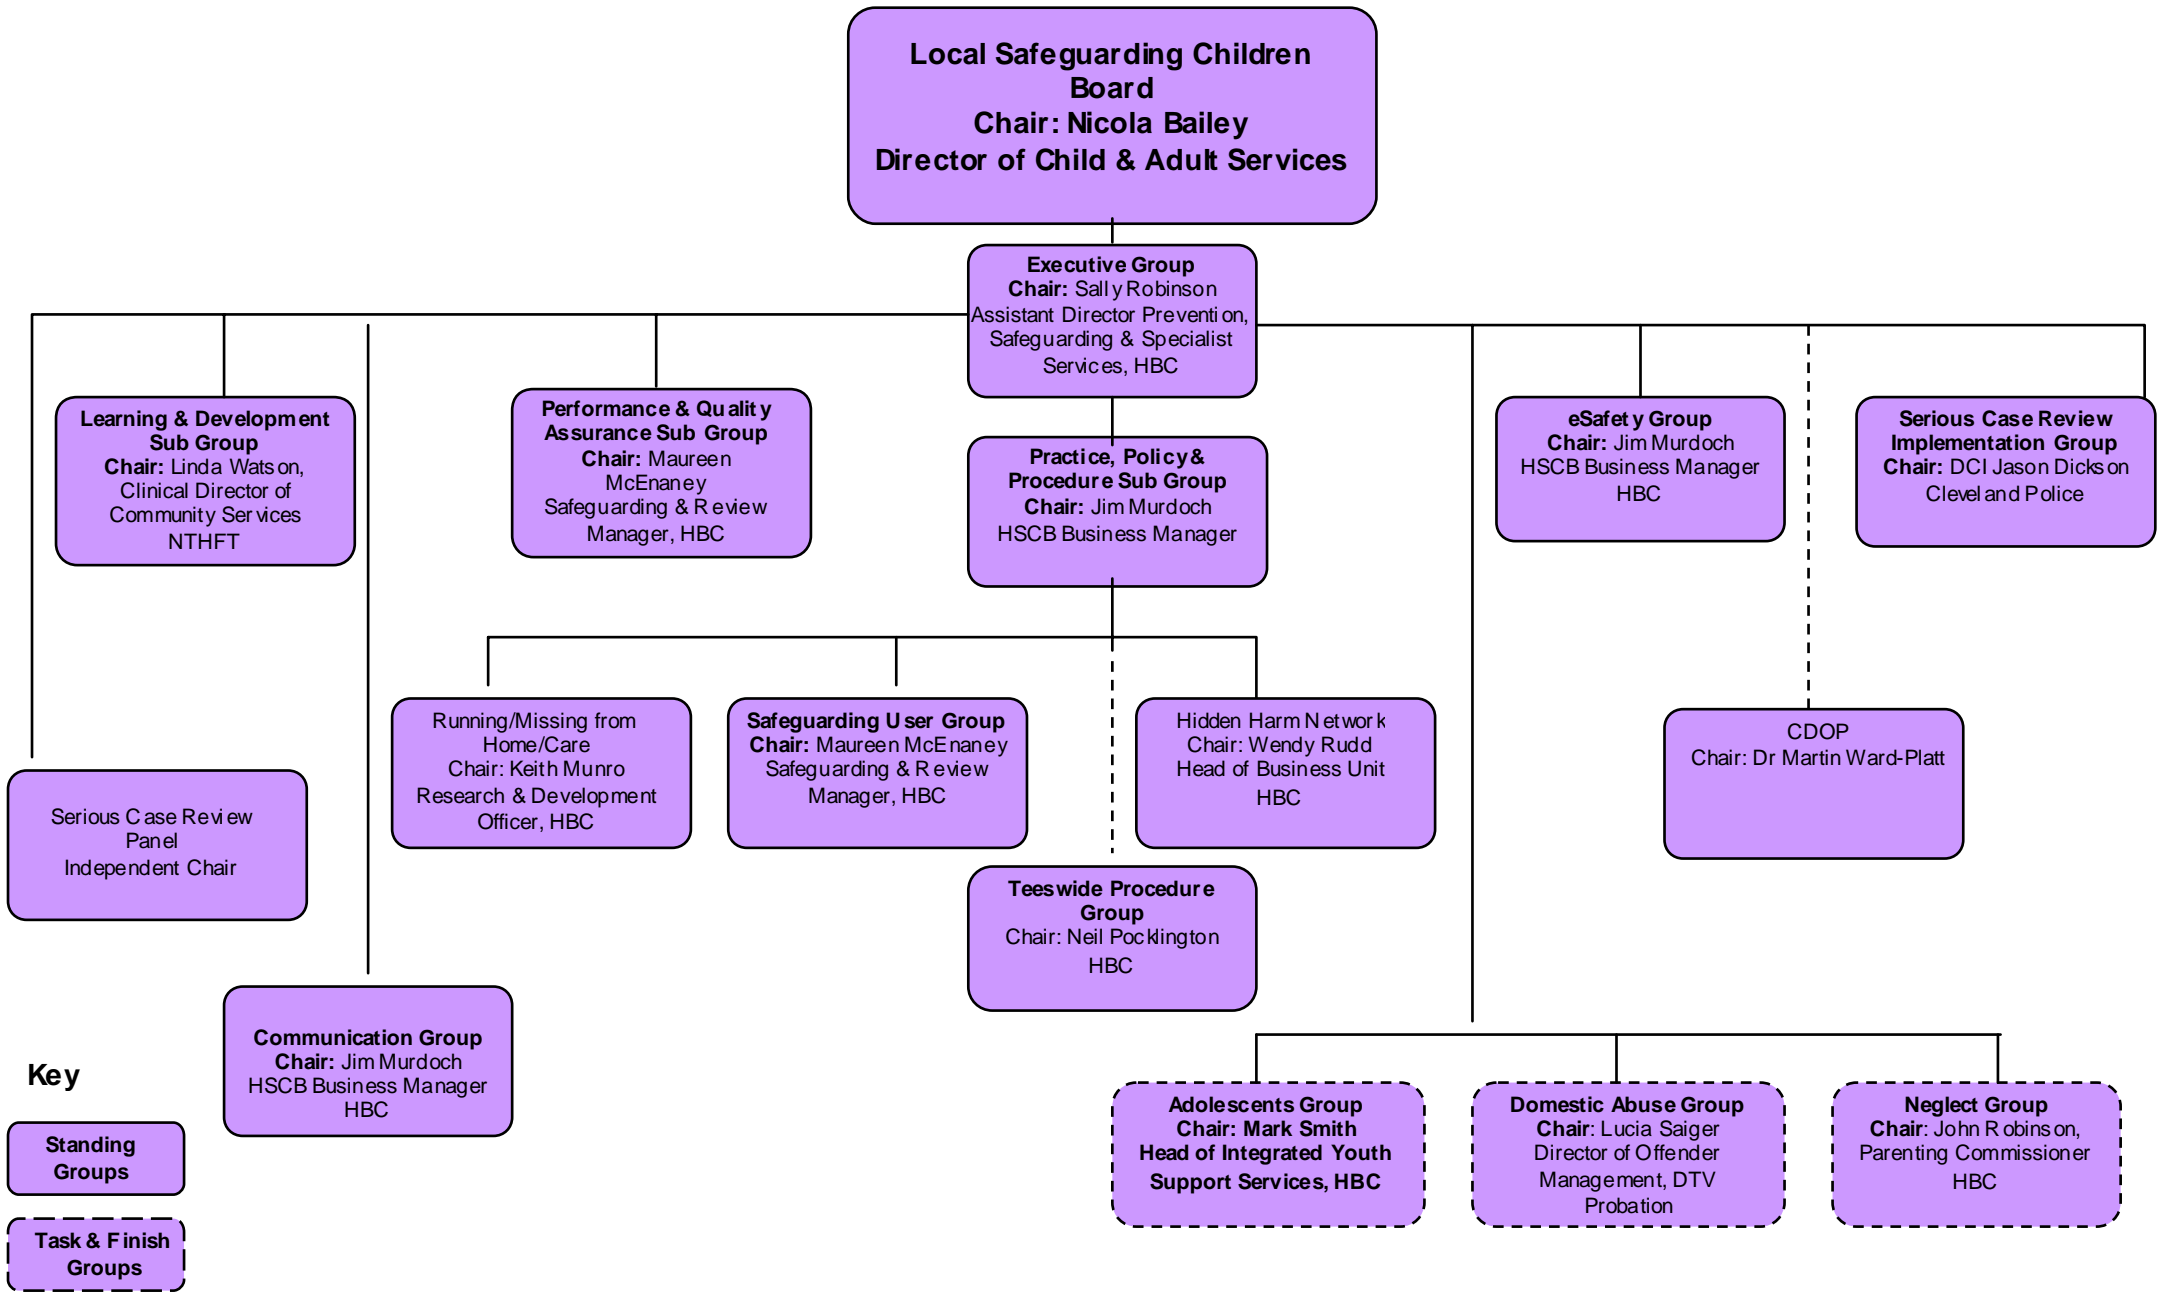 Local Safeguarding Children
Board
Chair: Nicola Bailey
Director of Child & Adult Services
Executive Group
Chair: Sally Robinson
Assistant Director Prevention,
Safeguarding & Specialist
Services, HBC
Learning & Development
Sub Group
Chair: Linda Watson,
Clinical Director of
Community Services
NTHFT
Performance & Quality
Assurance Sub Group
Chair: Maureen
McEnaney
Safeguarding & Review
Manager, HBC
Practice, Policy &
Procedure Sub Group
Chair: Jim Murdoch
HSCB Business Manager
eSafety Group
Chair: Jim Murdoch
HSCB Business Manager
HBC
Serious Case Review
Implementation Group
Chair: DCI Jason Dickson
Cleveland Police
Running/Missing from
Home/Care
Chair: Keith Munro
Research & Development
Officer, HBC
Safeguarding User Group
Chair: Maureen McEnaney
Safeguarding & Review
Manager, HBC
Hidden Harm Network
Chair: Wendy Rudd
Head of Business Unit
HBC
CDOP
Chair: Dr Martin Ward-Platt
Serious Case Review
Panel
Independent Chair
Teeswide Procedure
Group
Chair: Neil Pocklington
HBC
Communication Group
Chair: Jim Murdoch
HSCB Business Manager
HBC
Adolescents Group
Chair: Mark Smith
Head of Integrated Youth
Support Services, HBC
Domestic Abuse Group
Chair: Lucia Saiger
Director of Offender
Management, DTV
Probation
Neglect Group
Chair: John Robinson,
Parenting Commissioner
HBC
Key
Standing
Groups
Task & Finish
Groups